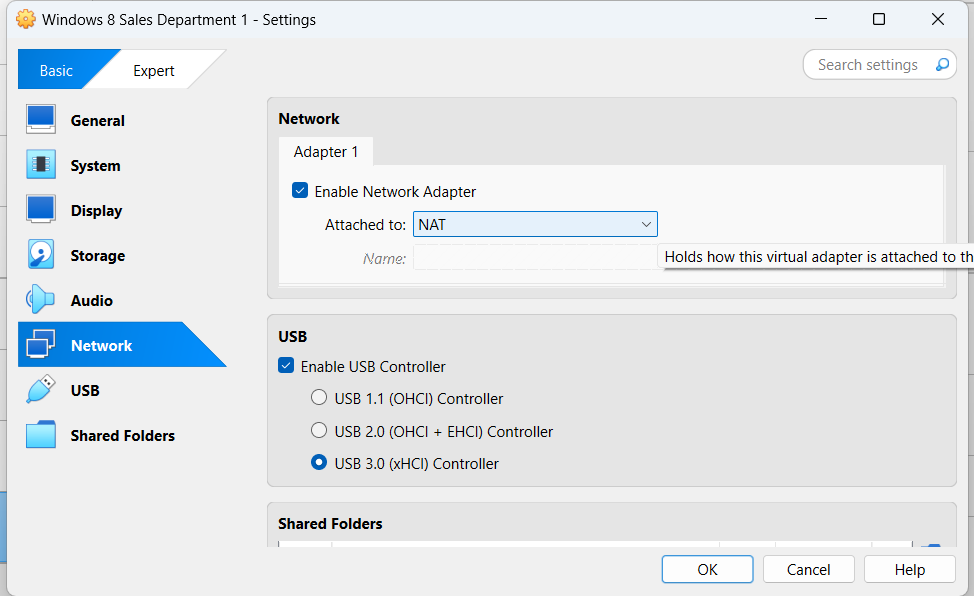 Windows 8 Sales Department 1 - Settings
Basic
Expert
Search settings
General
System
Display
Storage
Audio
Network
USB
Shared Folders
Network
Adapter 1
Enable Network Adapter
Attached to: NAT
Name:
Holds how this virtual adapter is attached to th
USB
Enable USB Controller
USB 1.1 (OHCI) Controller
USB 2.0 (OHCI + EHCI) Controller
USB 3.0 (xHCI) Controller
Shared Folders
OK
Cancel
Help